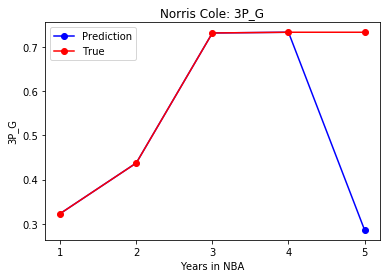 Norris Cole: 3P_G
Prediction
True
0.7
0.6
0.5
0.4
0.3
3P_G
1 2 3 4 5
Years in NBA